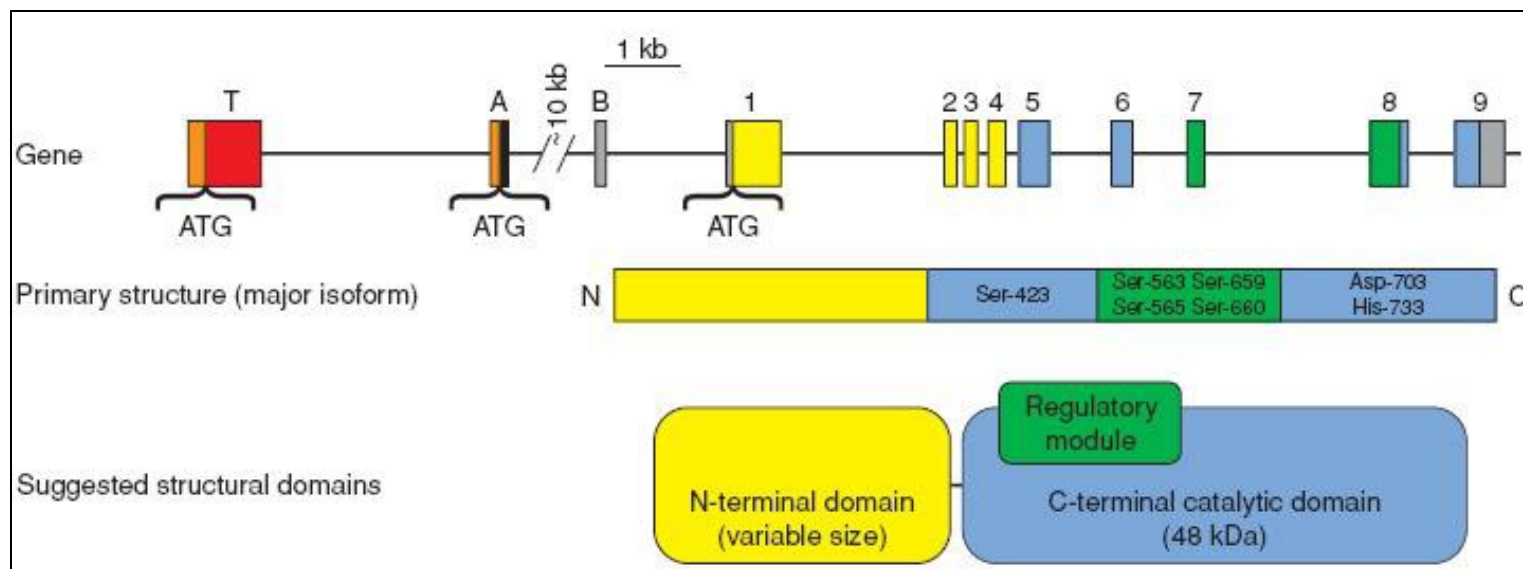 1 kb
~10 kb
T A B 1 2 3 4 5 6 7 8 9
Gene
ATG ATG ATG
Primary structure (major isoform) N Ser-423 Ser-563 Ser-659 Asp-703 C
Ser-565 Ser-660 His-733
Regulatory
module
Suggested structural domains
N-terminal domain C-terminal catalytic domain
(variable size) (48 kDa)